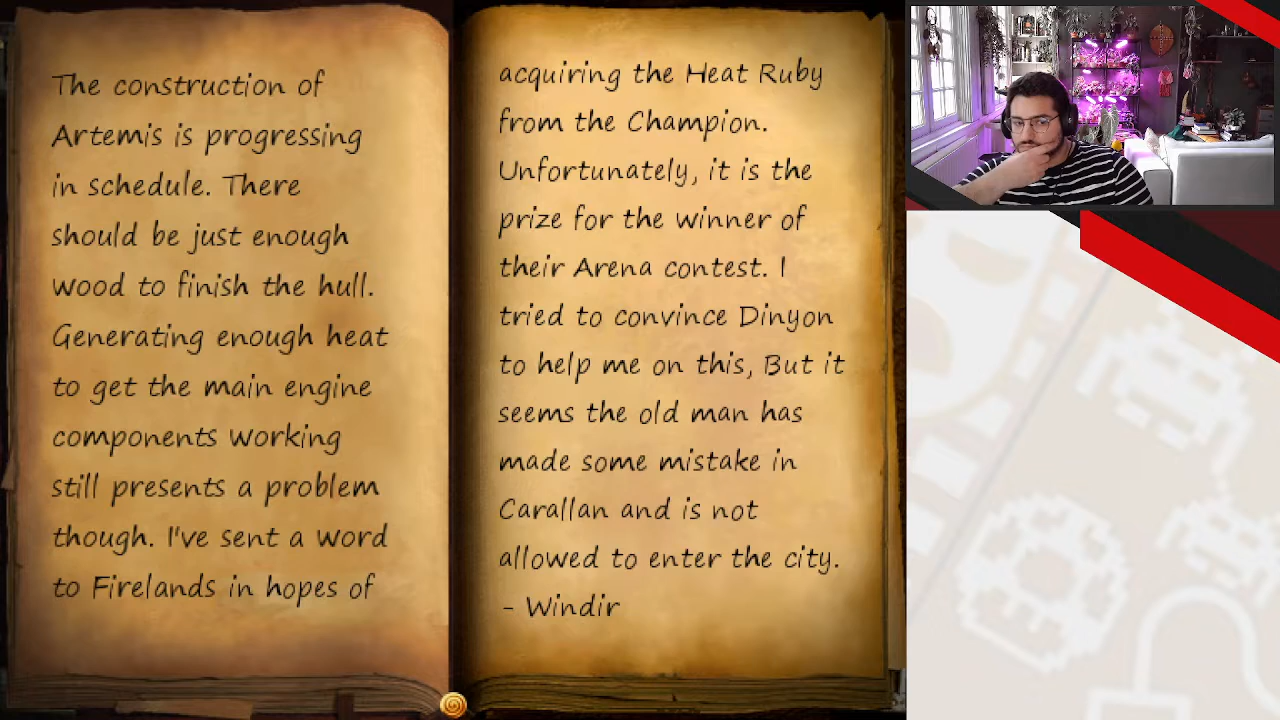 The construction of
Artemis is progressing
in schedule. There
should be just enough
wood to finish the hull.
Generating enough heat
to get the main engine
components working
still presents a problem
though. I've sent a word
to Firelands in hopes of
acquiring the Heat Ruby
from the Champion.
Unfortunately, it is the
prize for the winner of
their Arena contest. I
tried to convince Dinyon
to help me on this, But it
seems the old man has
made some mistake in
Carallan and is not
allowed to enter the city.
- Windir